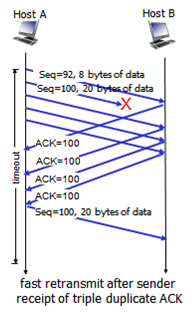 Host A
Host B
Seq=92, 8 bytes of data
Seq=100, 20 bytes of data
X
ACK=100
ACK=100
ACK=100
ACK=100
timeout
Seq=100, 20 bytes of data
fast retransmit after sender
receipt of triple duplicate ACK